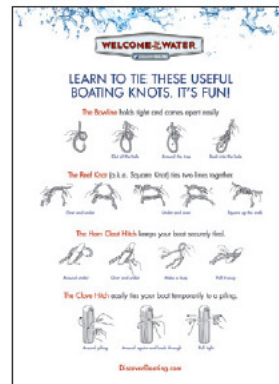 WELCOME TO THE WATER
LEARN TO TIE THESE USEFUL
BOATING KNOTS. IT'S FUN!
The Bowline holds tight and comes apart easily
Out of the hole
Around the tree
Back into the hole
The Reef Knot (a.k.a. Square Knot) ties two lines together.
Over and under
Under and over
Square up the ends
The Horn Cleat Hitch keeps your boat securely tied.
Around under
Over and under
Make a loop
Pull it snug
The Clove Hitch easily ties your boat temporarily to a piling.
Around piling
Around again and back through
Pull tight
DiscoverBoating.com